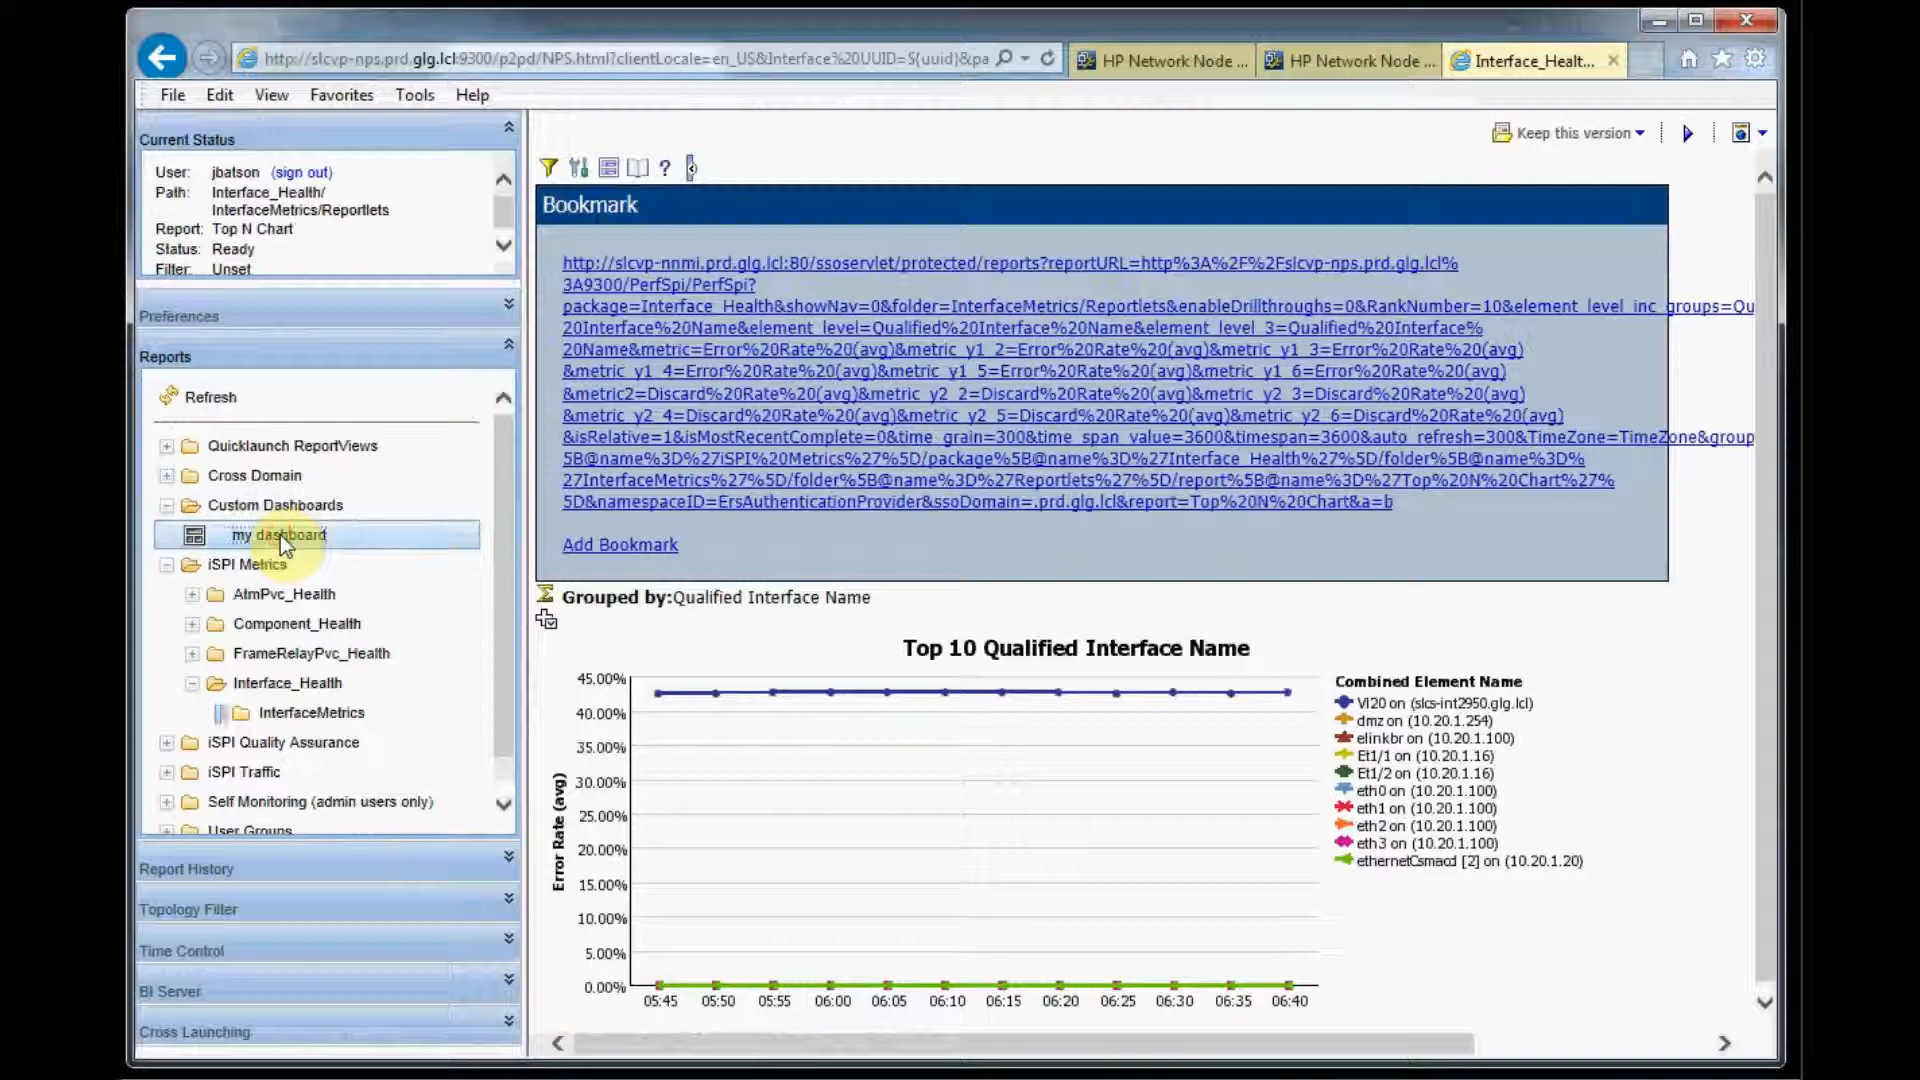 http://slcvp-nps.prd.glg.lcl:9300/p2pd/NPS.html?clientLocale=en_US&Interface%20UUID=${uuid}&pa
HP Network Node ...
HP Network Node ...
Interface_Healt...
File Edit View Favorites Tools Help
Current Status
User: jbatson (sign out)
Path: Interface_Health/
InterfaceMetrics/Reportlets
Report: Top N Chart
Status: Ready
Filter: Unset
Preferences
Reports
Refresh
QuickLaunch ReportViews
Cross Domain
Custom Dashboards
my dashboard
iSPI Metrics
AtmPvc_Health
Component_Health
FrameRelayPvc_Health
Interface_Health
InterfaceMetrics
iSPI Quality Assurance
iSPI Traffic
Self Monitoring (admin users only)
User Groups
Report History
Topology Filter
Time Control
BI Server
Cross Launching
Keep this version
?
Bookmark
http://slcvp-nnmi.prd.glg.lcl:80/ssoservlet/protected/reports?reportURL=http%3A%2F%2Fslcvp-nps.prd.glg.lcl%
3A9300/PerfSpi/PerfSpi?
package=Interface_Health&showNav=0&folder=InterfaceMetrics/Reportlets&enableDrillthroughs=0&RankNumber=10&element_level_inc_groups=Qu
20Interface%20Name&element_level=Qualified%20Interface%20Name&element_level_3=Qualified%20Interface%
20Name&metric=Error%20Rate%20(avg)&metric_y1_2=Error%20Rate%20(avg)&metric_y1_3=Error%20Rate%20(avg)
&metric_y1_4=Error%20Rate%20(avg)&metric_y1_5=Error%20Rate%20(avg)&metric_y1_6=Error%20Rate%20(avg)
&metric2=Discard%20Rate%20(avg)&metric_y2_2=Discard%20Rate%20(avg)&metric_y2_3=Discard%20Rate%20(avg)
&metric_y2_4=Discard%20Rate%20(avg)&metric_y2_5=Discard%20Rate%20(avg)&metric_y2_6=Discard%20Rate%20(avg)
&isRelative=1&isMostRecentComplete=0&time_grain=300&time_span_value=3600&timespan=3600&auto_refresh=300&TimeZone=TimeZone&group
5B@name%3D%27iSPI%20Metrics%27%5D/package%5B@name%3D%27Interface_Health%27%5D/folder%5B@name%3D%
27InterfaceMetrics%27%5D/folder%5B@name%3D%27Reportlets%27%5D/report%5B@name%3D%27Top%20N%20Chart%27%
5D&namespaceID=ErsAuthenticationProvider&ssoDomain=.prd.glg.lcl&report=Top%20N%20Chart&a=b
Add Bookmark
Grouped by:Qualified Interface Name
Top 10 Qualified Interface Name
Error Rate (avg)
45.00%
40.00%
35.00%
30.00%
25.00%
20.00%
15.00%
10.00%
5.00%
0.00%
05:45 05:50 05:55 06:00 06:05 06:10 06:15 06:20 06:25 06:30 06:35 06:40
Combined Element Name
Vl20 on (slcs-int2950.glg.lcl)
dmz on (10.20.1.254)
elinkbr on (10.20.1.100)
Et1/1 on (10.20.1.16)
Et1/2 on (10.20.1.16)
eth0 on (10.20.1.100)
eth1 on (10.20.1.100)
eth2 on (10.20.1.100)
eth3 on (10.20.1.100)
ethernetCsmacd [2] on (10.20.1.20)